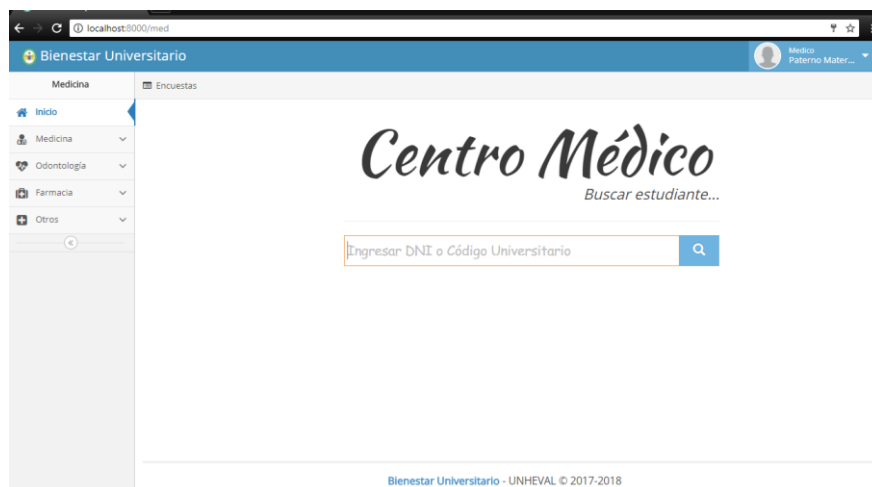 localhost:8000/med
Bienestar Universitario
Medico
Paterno Mater...
Medicina
Encuestas
Inicio
Medicina
Odontología
Farmacia
Otros
Centro Médico
Buscar estudiante...
Ingresar DNI o Código Universitario
Bienestar Universitario - UNHEVAL © 2017-2018